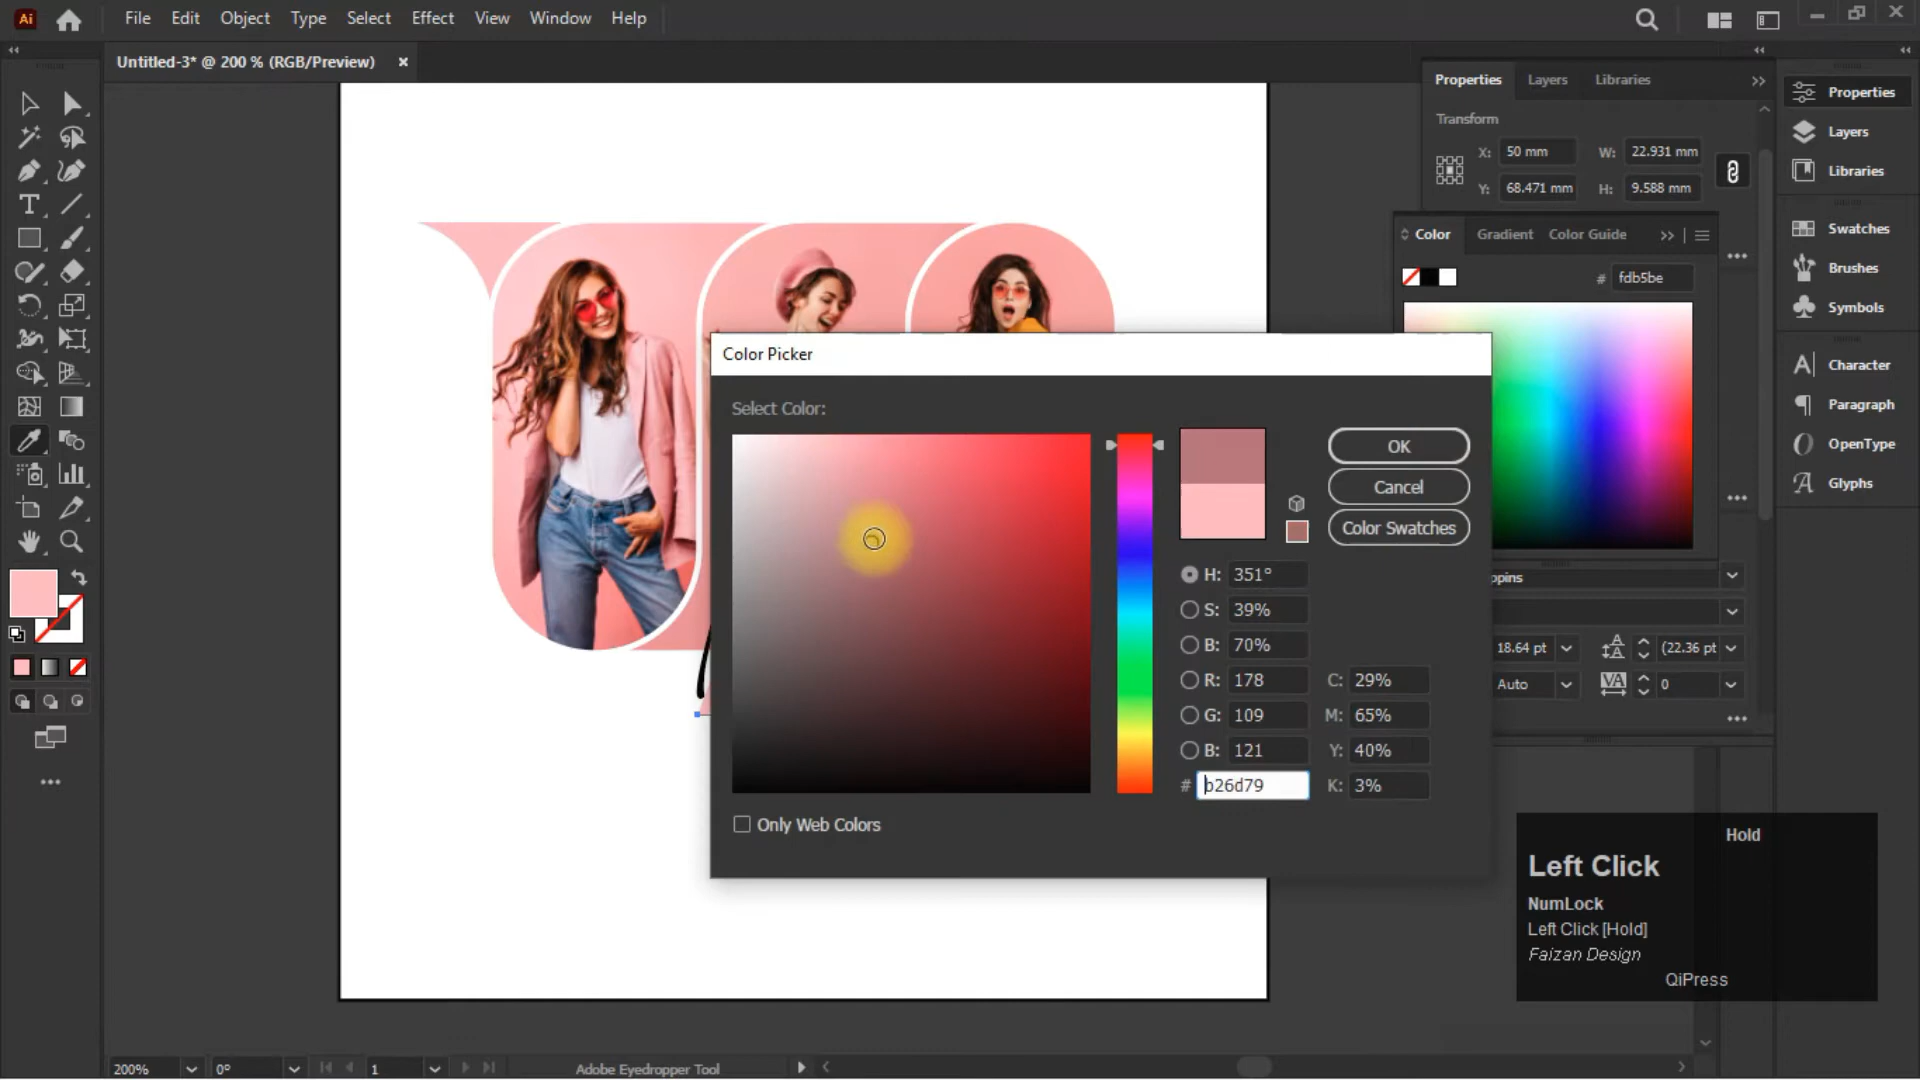 Ai
File Edit Object Type Select Effect View Window Help
Untitled-3* @ 200 % (RGB/Preview) ×
Properties Layers Libraries
Transform
X: 50 mm W: 22.931 mm
Y: 68.471 mm H: 9.588 mm
Color Gradient Color Guide
# fdb5be
Properties
Layers
Libraries
Swatches
Brushes
Symbols
Character
Paragraph
OpenType
Glyphs
Color Picker
Select Color:
OK
Cancel
Color Swatches
H: 351°
S: 39%
B: 70%
R: 178 C: 29%
G: 109 M: 65%
B: 121 Y: 40%
# b26d79 K: 3%
Only Web Colors
ppins
18.64 pt (22.36 pt
Auto VA 0
Hold
Left Click
NumLock
Left Click [Hold]
Faizan Design
QiPress
200% 0° 1 Adobe Eyedropper Tool